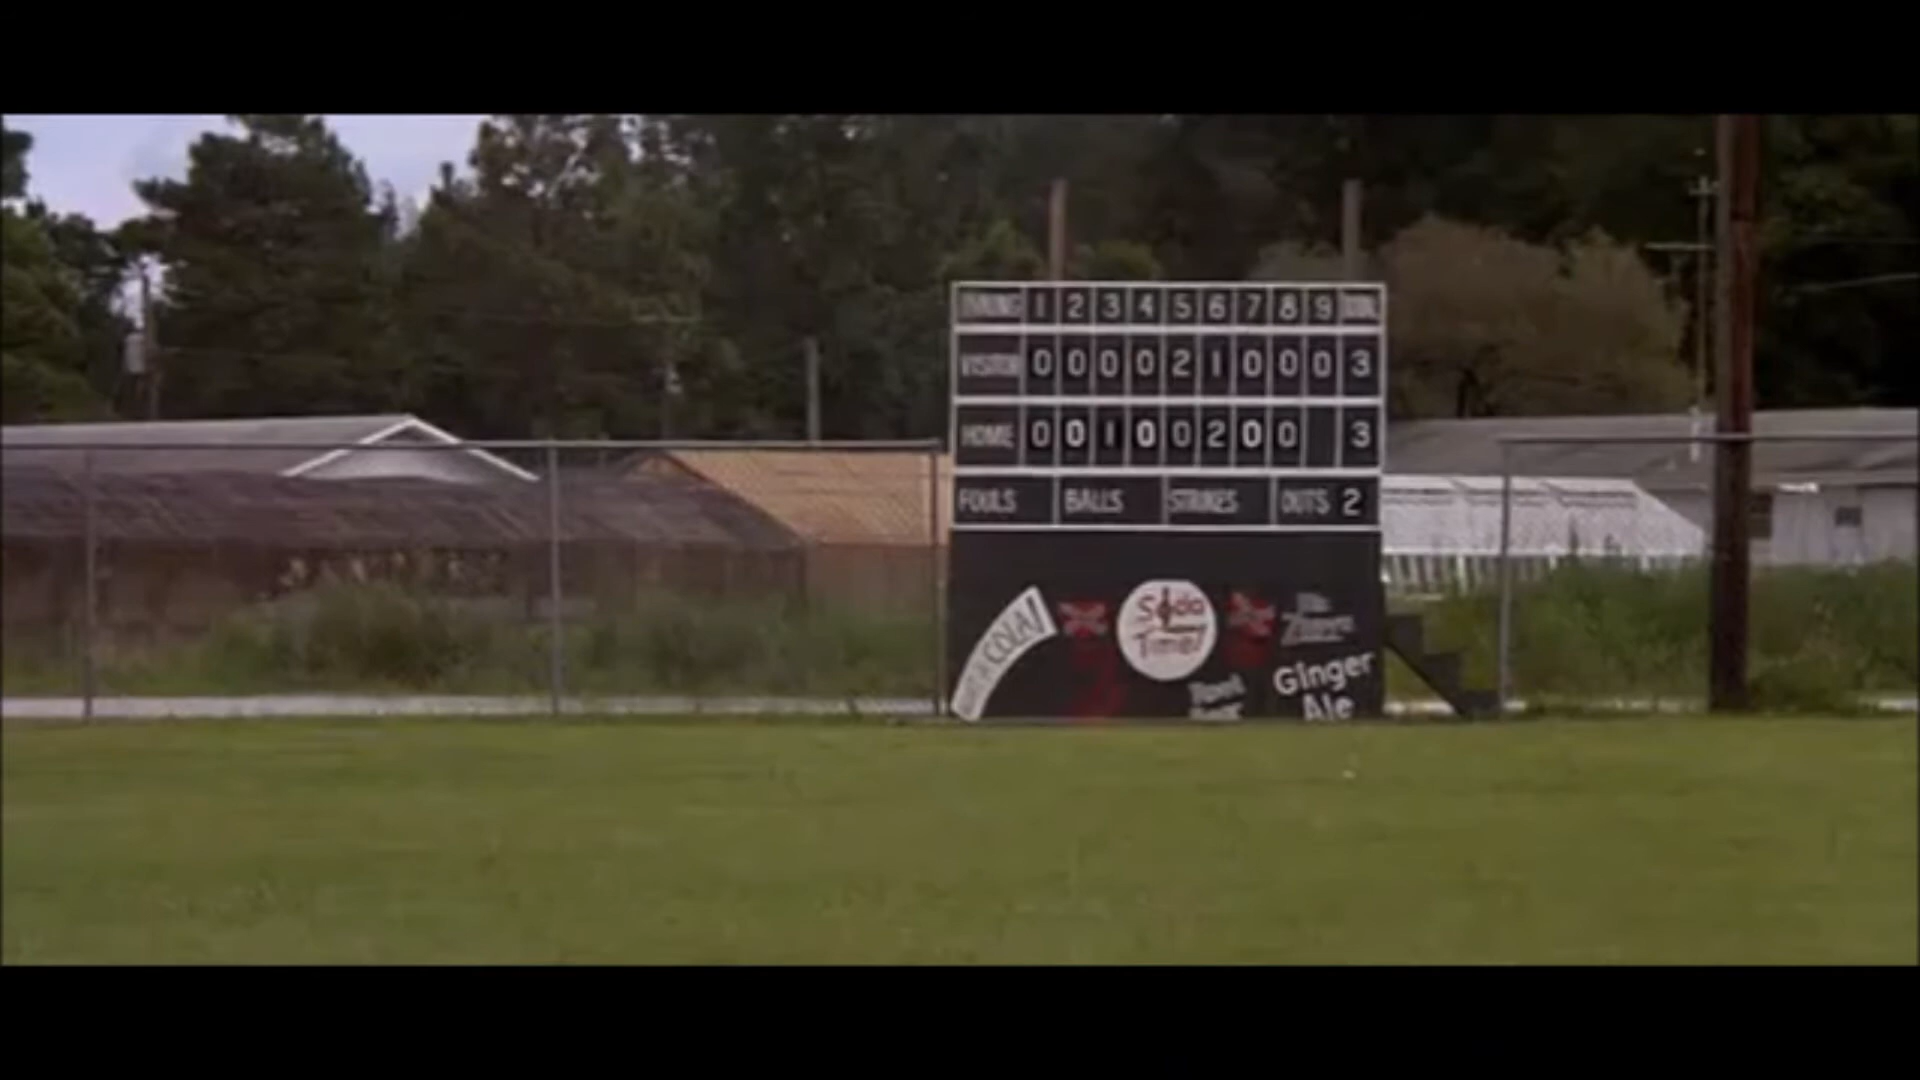 INNING 1 2 3 4 5 6 7 8 9 TOTAL
VISITOR 0 0 0 0 2 1 0 0 0 3
HOME 0 0 1 0 0 2 0 0 3
FOULS BALLS STRIKES OUTS 2
COLA!
Soda
Time!
Ginger
Ale